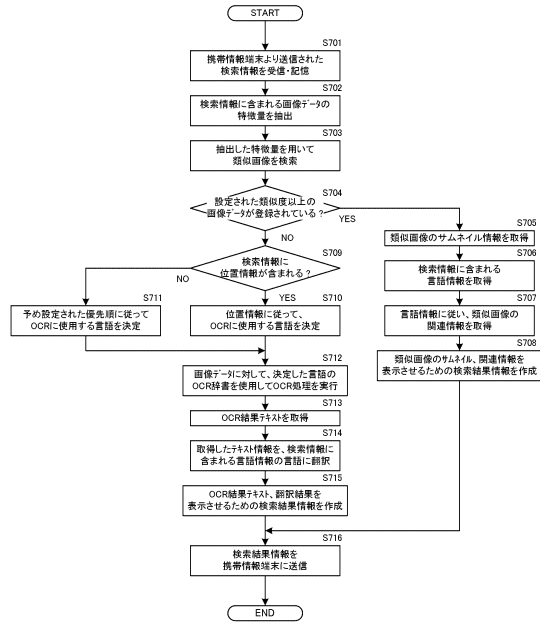 START
S701
携帯情報端末より送信された
検索情報を受信・記憶
S702
検索情報に含まれる画像データの
特徴量を抽出
S703
抽出した特徴量を用いて
類似画像を検索
S704
設定された類似度以上の
画像データが登録されている？
YES
NO
S705
類似画像のサムネイル情報を取得
S706
検索情報に含まれる
言語情報を取得
S707
言語情報に従い、類似画像の
関連情報を取得
S708
類似画像のサムネイル、関連情報を
表示させるための検索結果情報を作成
S709
検索情報に
位置情報が含まれる？
NO
YES
S711
予め設定された優先順に従って
OCRに使用する言語を決定
S710
位置情報に従って、
OCRに使用する言語を決定
S712
画像データに対して、決定した言語の
OCR辞書を使用してOCR処理を実行
S713
OCR結果テキストを取得
S714
取得したテキスト情報を、検索情報に
含まれる言語情報の言語に翻訳
S715
OCR結果テキスト、翻訳結果を
表示させるための検索結果情報を作成
S716
検索結果情報を
携帯情報端末に送信
END